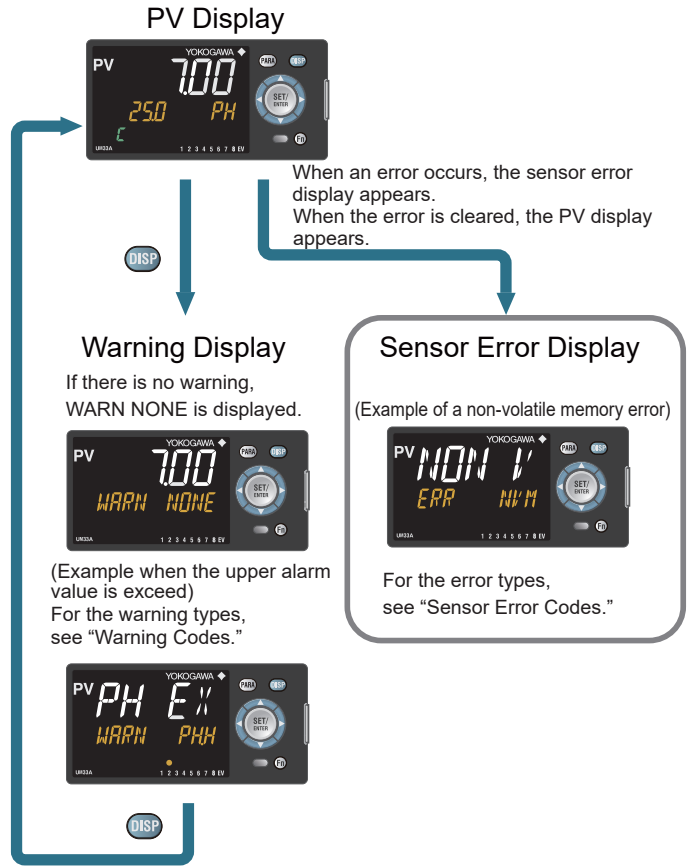 PV Display
YOKOGAWA
PV
7.00
PARA
DISP
25.0 PH
SET/
ENTER
C
UM33A
1 2 3 4 5 6 7 8 EV
Fn
When an error occurs, the sensor error
display appears.
When the error is cleared, the PV display
appears.
DISP
Warning Display
If there is no warning,
WARN NONE is displayed.
YOKOGAWA
PV
7.00
PARA
DISP
WARN NONE
SET/
ENTER
UM33A
1 2 3 4 5 6 7 8 EV
Fn
(Example when the upper alarm
value is exceed)
For the warning types,
see “Warning Codes.”
YOKOGAWA
PV
PH EX
PARA
DISP
WARN PH.H
SET/
ENTER
UM33A
1 2 3 4 5 6 7 8 EV
Fn
DISP
Sensor Error Display
(Example of a non-volatile memory error)
YOKOGAWA
PV
NON V
PARA
DISP
ERR NVM
SET/
ENTER
UM33A
1 2 3 4 5 6 7 8 EV
Fn
For the error types,
see “Sensor Error Codes.”